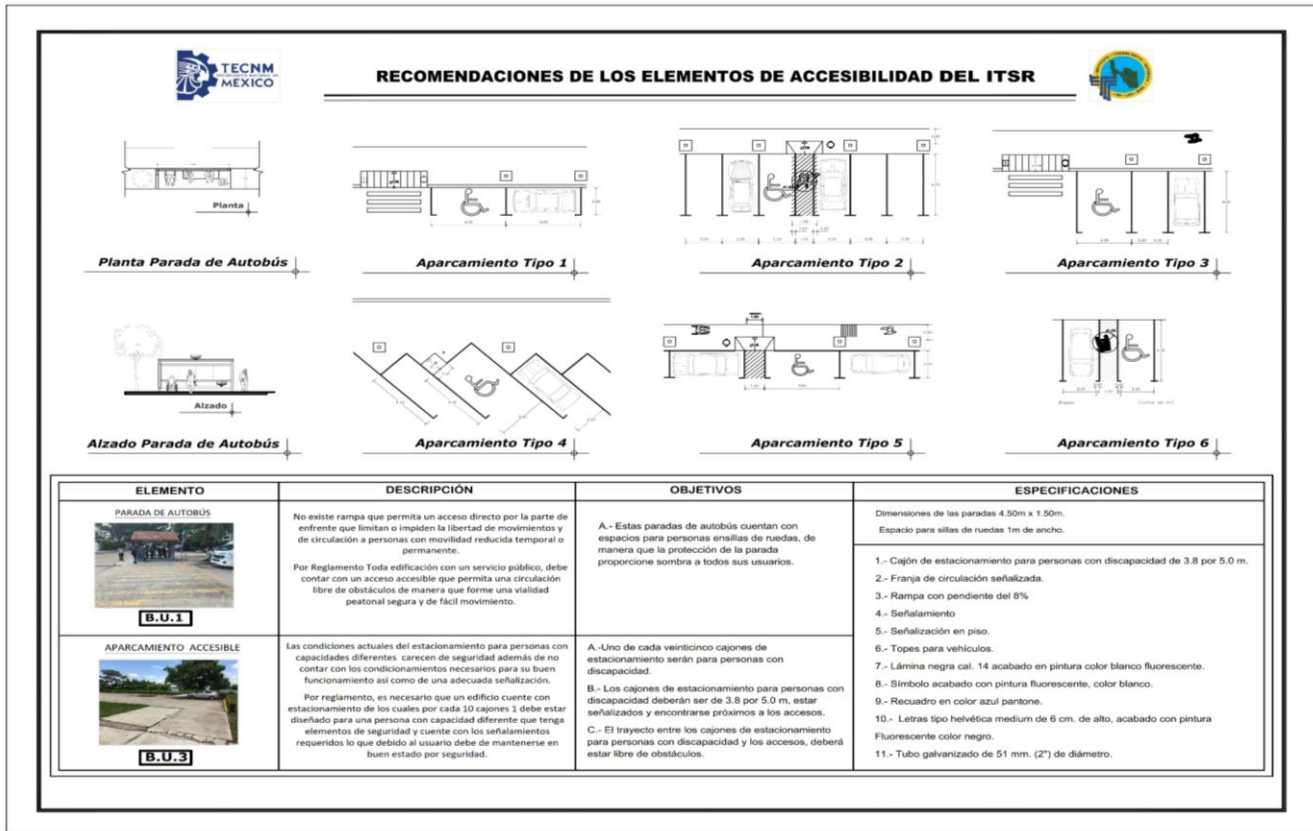 TECNM
MEXICO
RECOMENDACIONES DE LOS ELEMENTOS DE ACCESIBILIDAD DEL ITSR
Planta
Planta Parada de Autobús
Aparcamiento Tipo 1
Aparcamiento Tipo 2
Aparcamiento Tipo 3
Alzado
Alzado Parada de Autobús
Aparcamiento Tipo 4
Aparcamiento Tipo 5
Aparcamiento Tipo 6
ELEMENTO
DESCRIPCIÓN
OBJETIVOS
ESPECIFICACIONES
PARADA DE AUTOBÚS
B.U.1
No existe rampa que permita un acceso directo por la parte de
enfrente que limitan o impiden la libertad de movimientos y
de circulación a personas con movilidad reducida temporal o
permanente.
Por Reglamento Toda edificación con un servicio público, debe
contar con un acceso accesible que permita una circulación
libre de obstáculos de manera que forme una vialidad
peatonal segura y de fácil movimiento.
A.- Estas paradas de autobús cuentan con
espacios para personas ensillas de ruedas, de
manera que la protección de la parada
proporcione sombra a todos sus usuarios.
Dimensiones de las paradas 4.50m x 1.50m.
Espacio para sillas de ruedas 1m de ancho.
APARCAMIENTO ACCESIBLE
B.U.3
Las condiciones actuales del estacionamiento para personas con
capacidades diferentes carecen de seguridad además de no
contar con los condicionamientos necesarios para su buen
funcionamiento así como de una adecuada señalización.
Por reglamento, es necesario que un edificio cuente con
estacionamiento de los cuales por cada 10 cajones 1 debe estar
diseñado para una persona con capacidad diferente que tenga
elementos de seguridad y cuente con los señalamientos
requeridos lo que debido al usuario debe de mantenerse en
buen estado por seguridad.
A.-Uno de cada veinticinco cajones de
estacionamiento serán para personas con
discapacidad.
B.- Los cajones de estacionamiento para personas con
discapacidad deberán ser de 3.8 por 5.0 m, estar
señalizados y encontrarse próximos a los accesos.
C.- El trayecto entre los cajones de estacionamiento
para personas con discapacidad y los accesos, deberá
estar libre de obstáculos.
1.- Cajón de estacionamiento para personas con discapacidad de 3.8 por 5.0 m.
2.- Franja de circulación señalizada.
3.- Rampa con pendiente del 8%
4.- Señalamiento
5.- Señalización en piso.
6.- Topes para vehículos.
7.- Lámina negra cal. 14 acabado en pintura color blanco fluorescente.
8.- Símbolo acabado con pintura fluorescente, color blanco.
9.- Recuadro en color azul pantone.
10.- Letras tipo helvética medium de 6 cm. de alto, acabado con pintura
Fluorescente color negro.
11.- Tubo galvanizado de 51 mm. (2") de diámetro.